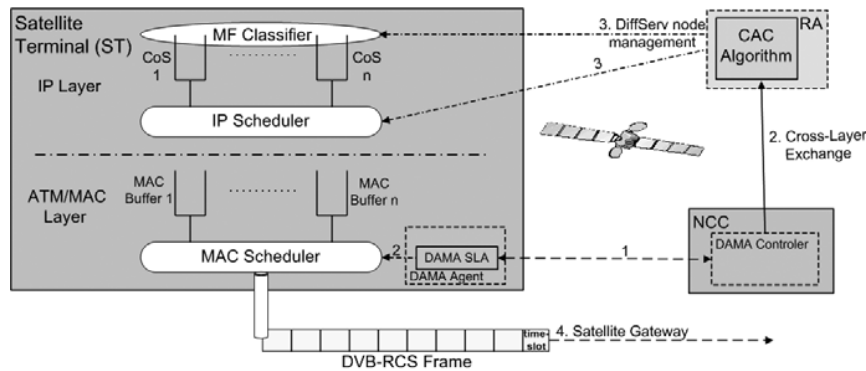 Satellite
Terminal (ST)
MF Classifier
CoS
1
CoS
n
IP Layer
IP Scheduler
3. DiffServ node
management
3
CAC
Algorithm
RA
2. Cross-Layer
Exchange
ATM/MAC
Layer
MAC
Buffer 1
MAC
Buffer n
MAC Scheduler
2
DAMA SLA
DAMA Agent
1
NCC
DAMA Controler
time-
slot
4. Satellite Gateway
DVB-RCS Frame